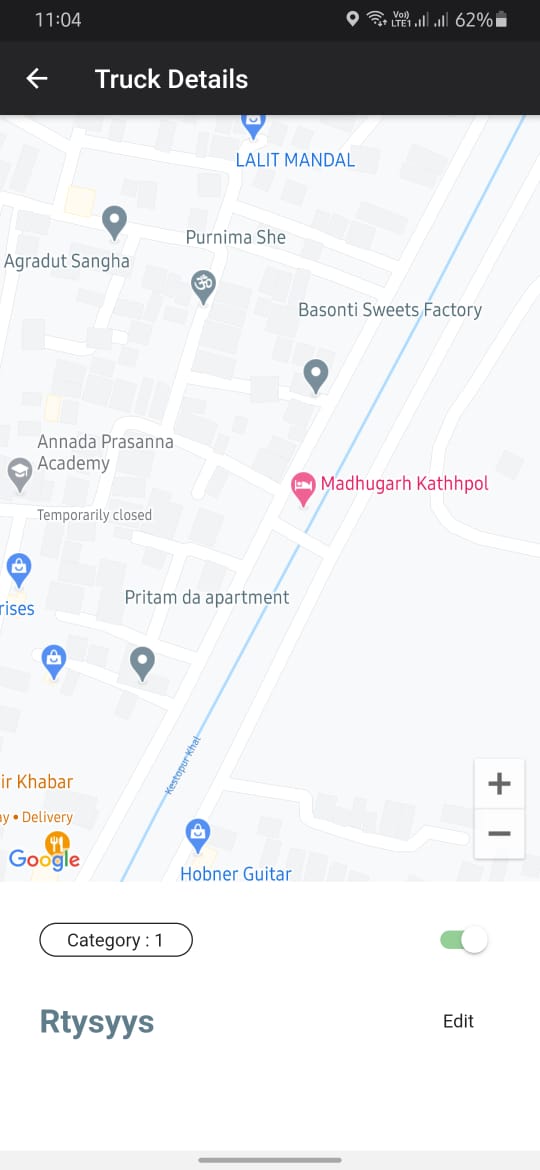 11:04
Vo)) LTE1 62%
Truck Details
LALIT MANDAL
Purnima She
Agradut Sangha
ॐ
Basonti Sweets Factory
Annada Prasanna
Academy
Madhugarh Kathhpol
Temporarily closed
Pritam da apartment
rises
Kestopur Khal
ir Khabar
ay • Delivery
Google
Hobner Guitar
+
−
Category : 1
Rtysyys
Edit